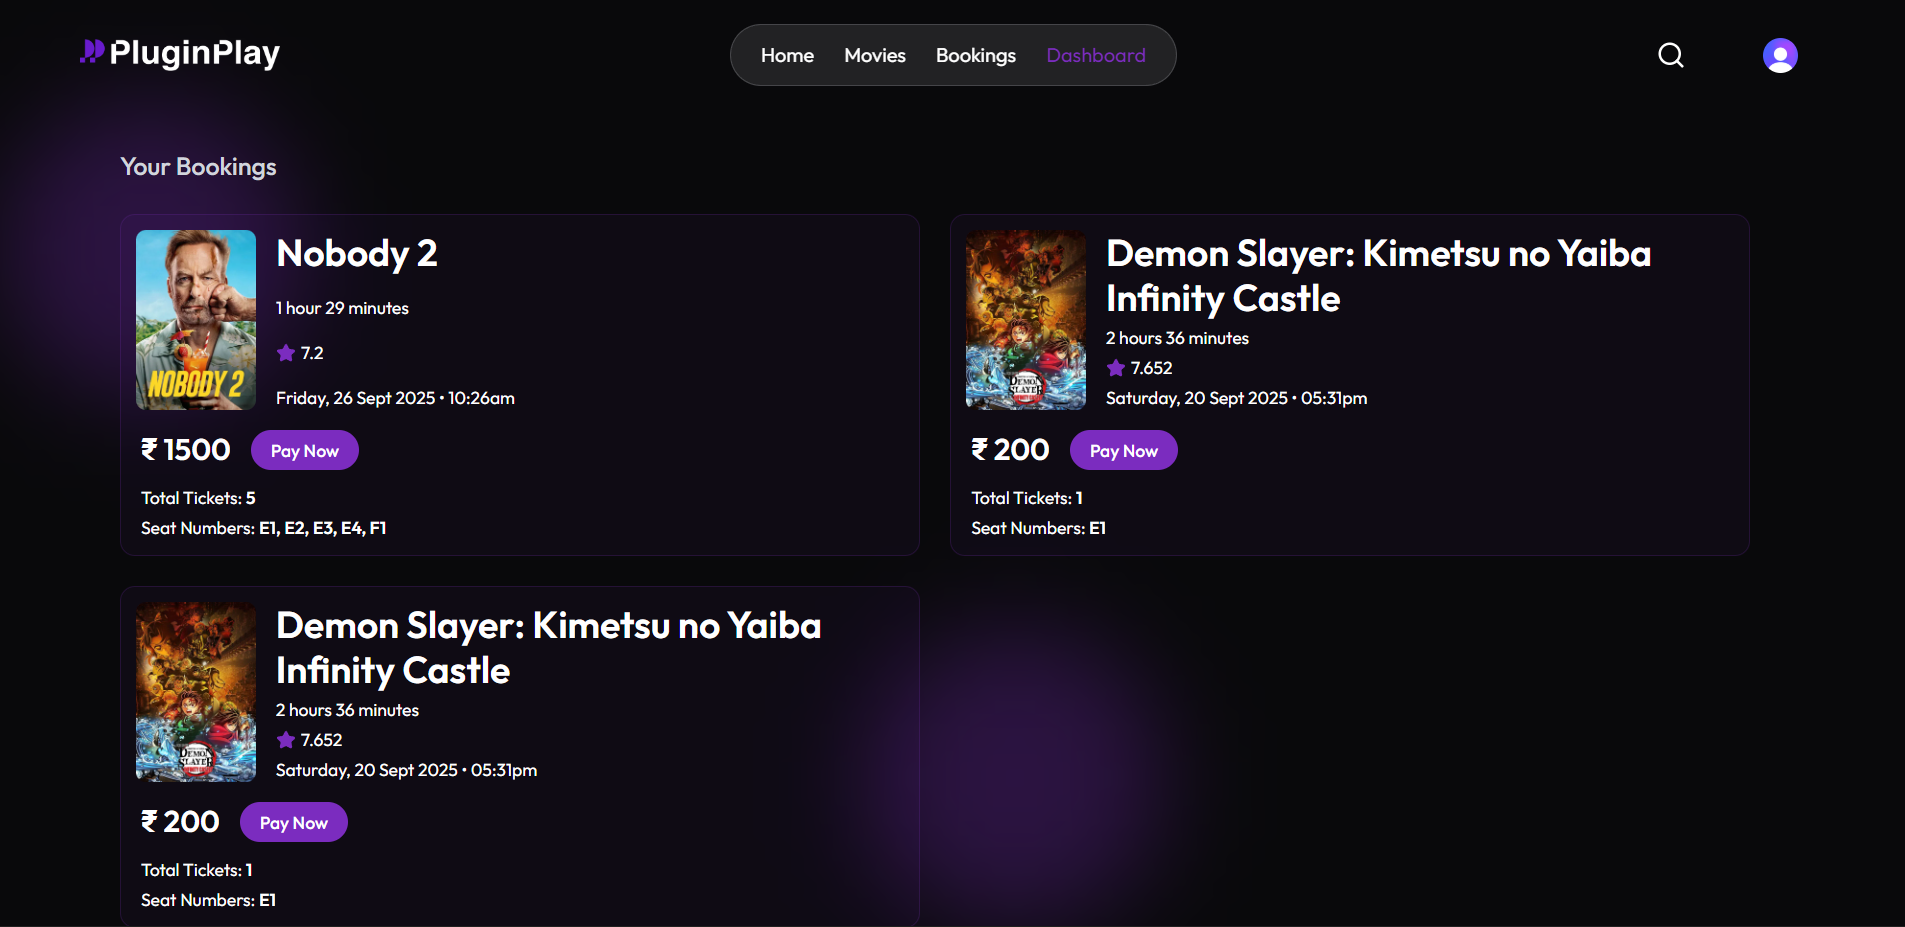 PluginPlay
Home Movies Bookings Dashboard
Your Bookings
NOBODY 2
Nobody 2
1 hour 29 minutes
7.2
Friday, 26 Sept 2025 • 10:26am
₹ 1500 Pay Now
Total Tickets: 5
Seat Numbers: E1, E2, E3, E4, F1
DEMON
SLAYER
Demon Slayer: Kimetsu no Yaiba
Infinity Castle
2 hours 36 minutes
7.652
Saturday, 20 Sept 2025 • 05:31pm
₹ 200 Pay Now
Total Tickets: 1
Seat Numbers: E1
DEMON
SLAYER
Demon Slayer: Kimetsu no Yaiba
Infinity Castle
2 hours 36 minutes
7.652
Saturday, 20 Sept 2025 • 05:31pm
₹ 200 Pay Now
Total Tickets: 1
Seat Numbers: E1